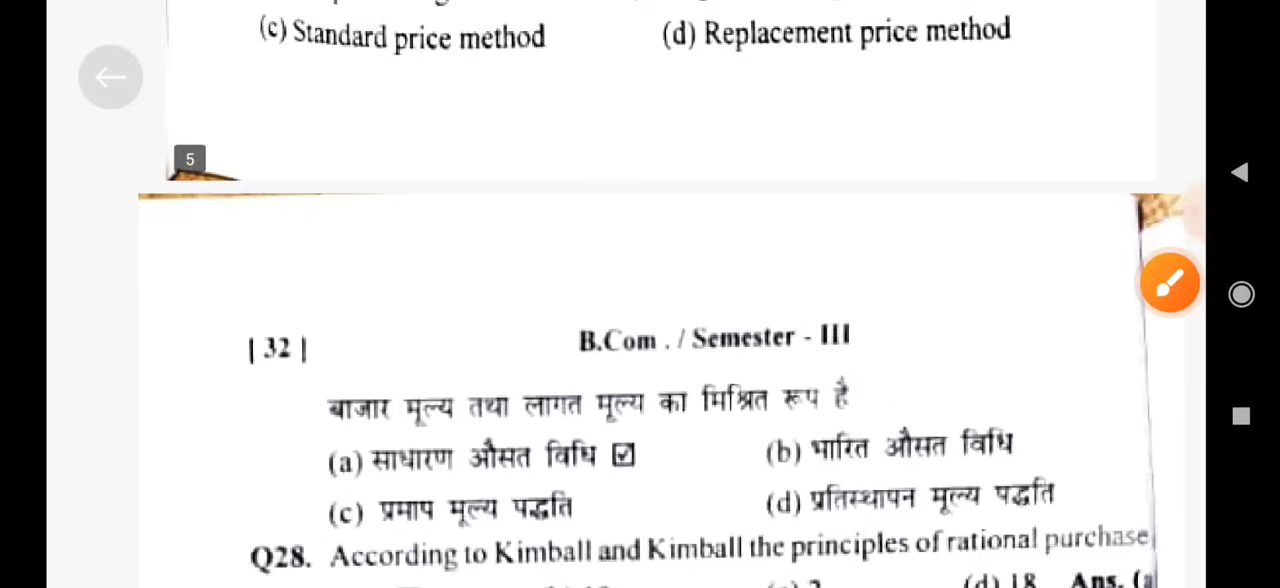 (c) Standard price method (d) Replacement price method
5
| 32 | B.Com . / Semester - III
बाजार मूल्य तथा लागत मूल्य का मिश्रित रूप है
(a) साधारण औसत विधि ☑ (b) भारित औसत विधि
(c) प्रमाप मूल्य पद्धति (d) प्रतिस्थापन मूल्य पद्धति
Q28. According to Kimball and Kimball the principles of rational purchase
(d) 18 Ans. (a